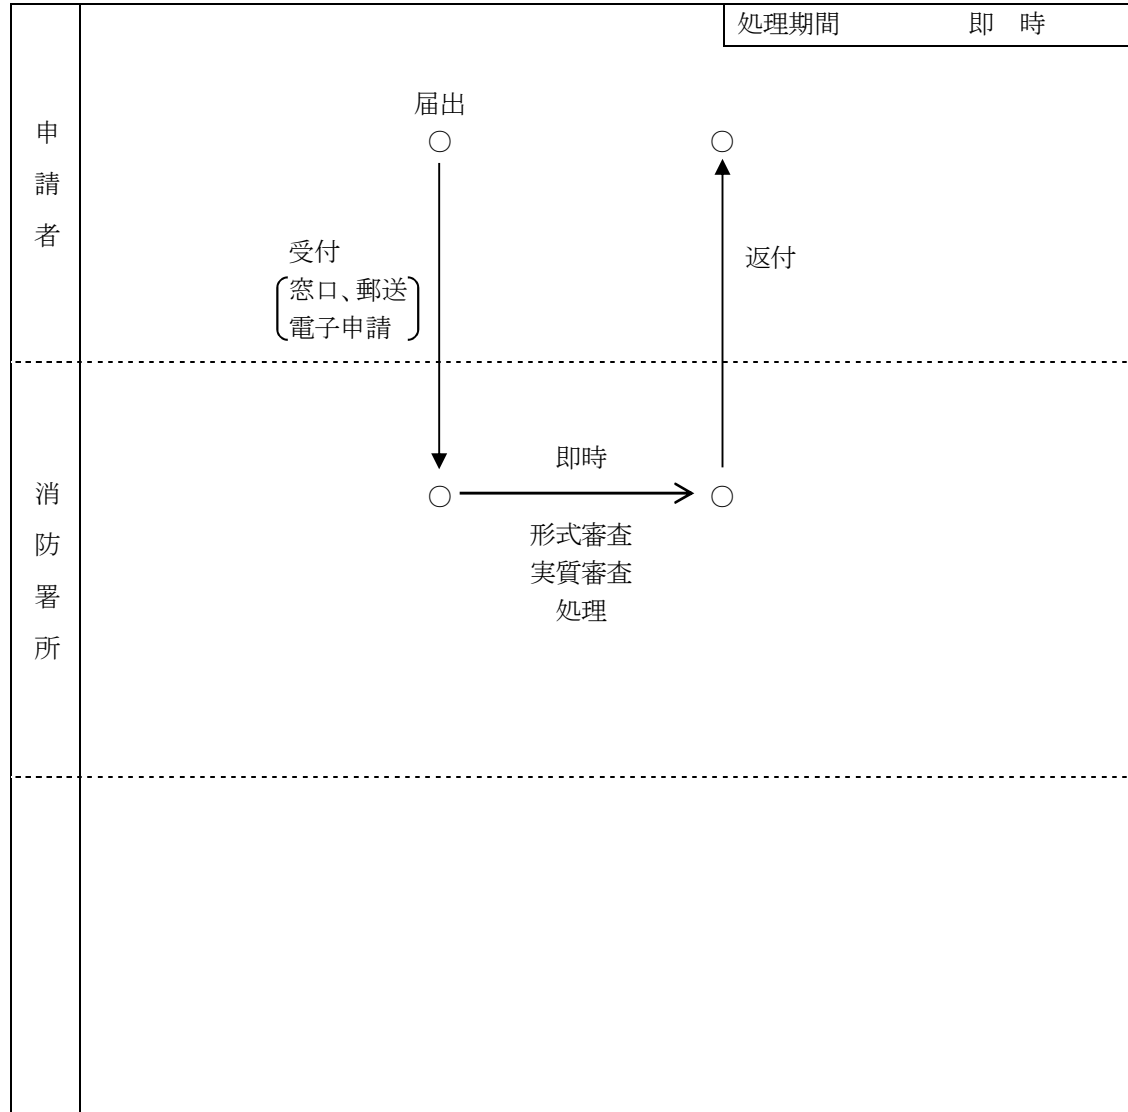 処理期間 即 時
申請者
届出
受付
窓口、郵送
電子申請
返付
消防署所
即時
形式審査
実質審査
処理